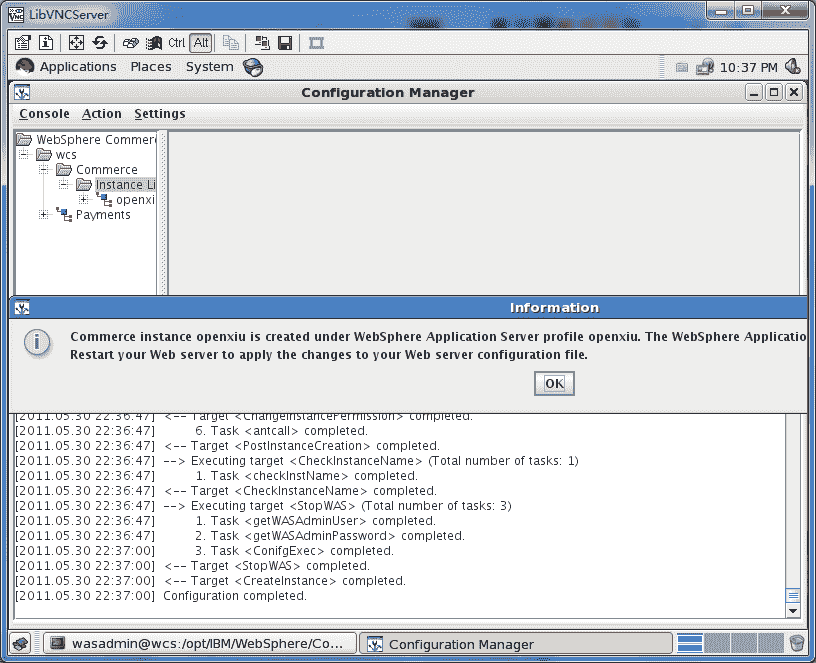 LibVNCServer
Ctrl Alt
Applications Places System 10:37 PM
Configuration Manager
Console Action Settings
WebSphere Commer
wcs
Commerce
Instance Li
openxi
Payments
Information
Commerce instance openxiu is created under WebSphere Application Server profile openxiu. The WebSphere Applicatio
Restart your Web server to apply the changes to your Web server configuration file.
OK
[2011.05.30 22:36:47] <-- Target <ChangeInstancePermission> completed.
[2011.05.30 22:36:47] 6. Task <antcall> completed.
[2011.05.30 22:36:47] <-- Target <PostInstanceCreation> completed.
[2011.05.30 22:36:47] --> Executing target <CheckInstanceName> (Total number of tasks: 1)
[2011.05.30 22:36:47] 1. Task <checkInstName> completed.
[2011.05.30 22:36:47] <-- Target <CheckInstanceName> completed.
[2011.05.30 22:36:47] --> Executing target <StopWAS> (Total number of tasks: 3)
[2011.05.30 22:36:47] 1. Task <getWASAdminUser> completed.
[2011.05.30 22:36:47] 2. Task <getWASAdminPassword> completed.
[2011.05.30 22:37:00] 3. Task <ConifgExec> completed.
[2011.05.30 22:37:00] <-- Target <StopWAS> completed.
[2011.05.30 22:37:00] <-- Target <CreateInstance> completed.
[2011.05.30 22:37:00] Configuration completed.
wasadmin@wcs:/opt/IBM/WebSphere/Co... Configuration Manager